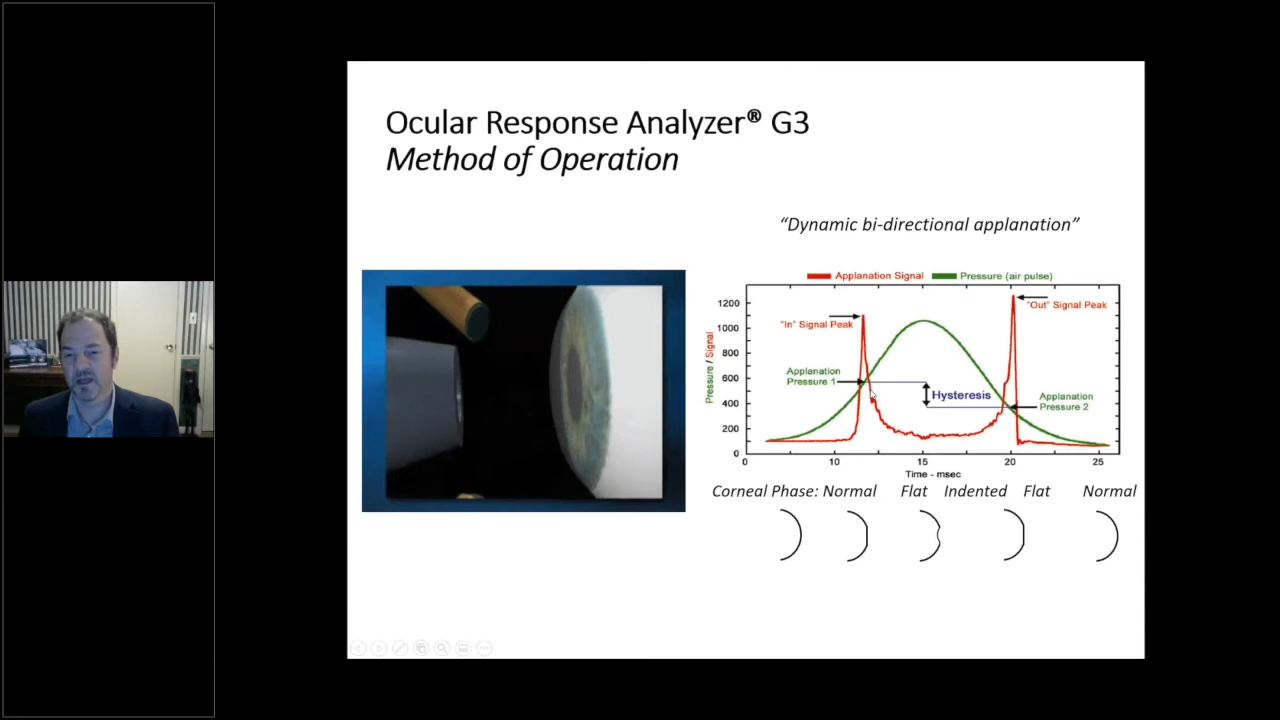 Ocular Response Analyzer® G3
Method of Operation
“Dynamic bi-directional applanation”
Applanation Signal
Pressure (air pulse)
Pressure / Signal
1200
1000
800
600
400
200
0
"In" Signal Peak
"Out" Signal Peak
Applanation
Pressure 1
Hysteresis
Applanation
Pressure 2
0
10
15
20
25
Time - msec
Corneal Phase: Normal Flat Indented Flat Normal